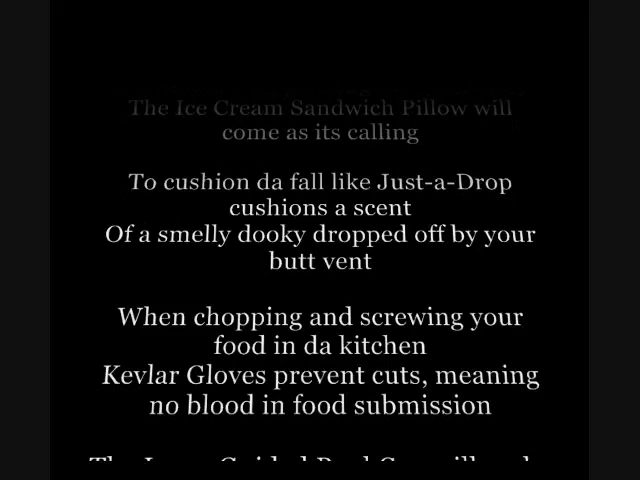 The Ice Cream Sandwich Pillow will
come as its calling
To cushion da fall like Just-a-Drop
cushions a scent
Of a smelly dooky dropped off by your
butt vent
When chopping and screwing your
food in da kitchen
Kevlar Gloves prevent cuts, meaning
no blood in food submission